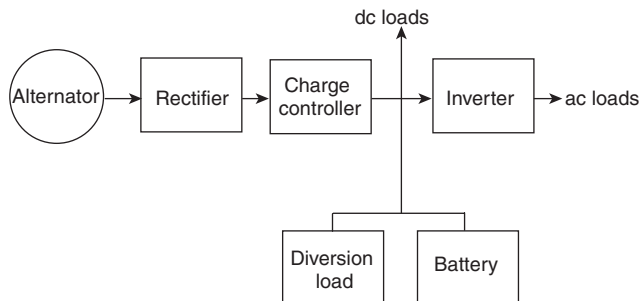 dc loads
Alternator
Rectifier
Charge
controller
Inverter
ac loads
Diversion
load
Battery